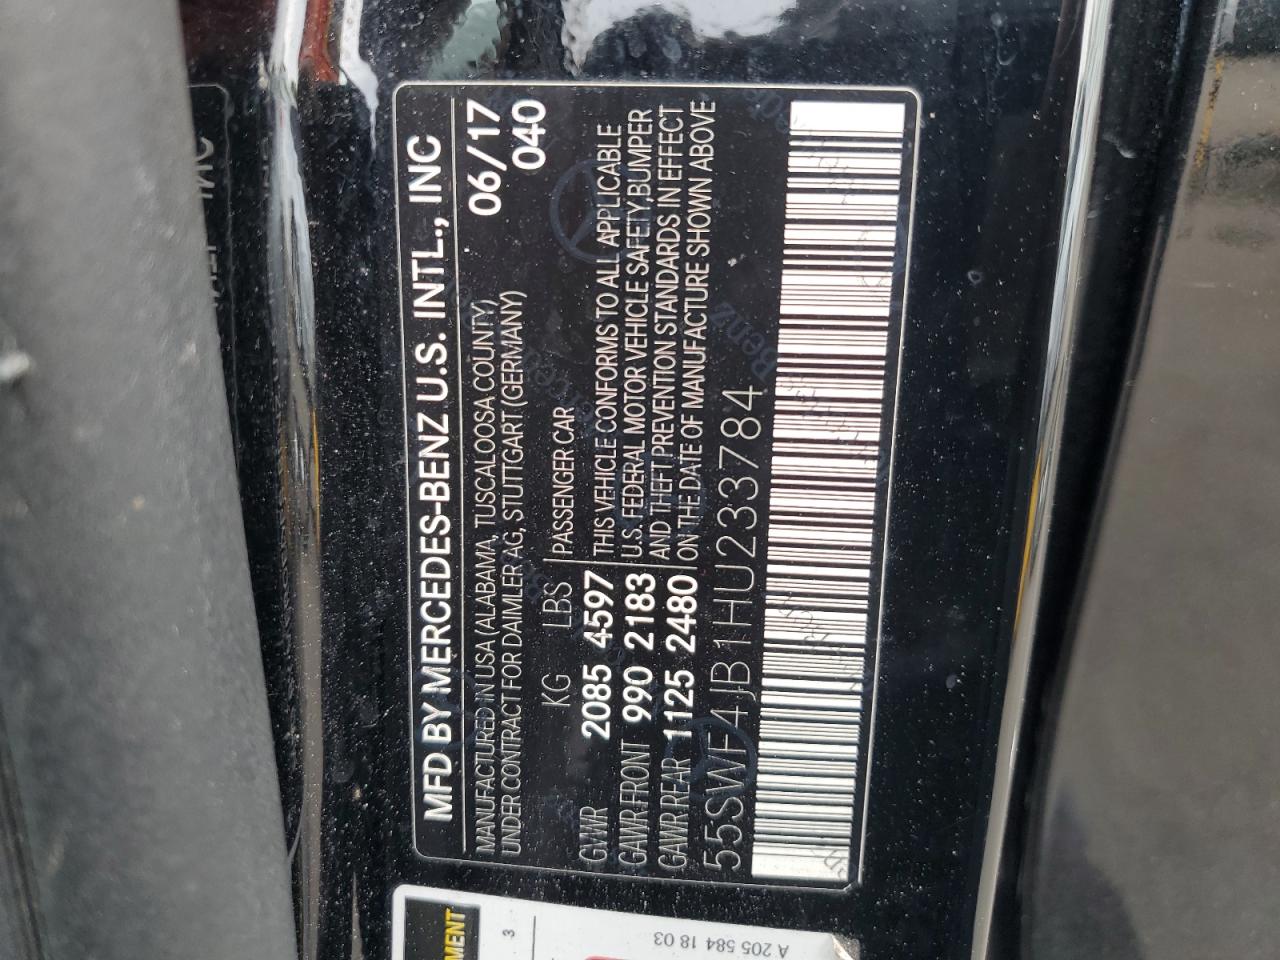 MFD BY MERCEDES-BENZ U.S. INTL., INC
MANUFACTURED IN USA (ALABAMA, TUSCALOOSA COUNTY)
UNDER CONTRACT FOR DAIMLER AG, STUTTGART (GERMANY)
06/17
040
KG LBS
GVWR 2085 4597
GAWR FRONT 990 2183
GAWR REAR 1125 2480
PASSENGER CAR
THIS VEHICLE CONFORMS TO ALL APPLICABLE
U.S. FEDERAL MOTOR VEHICLE SAFETY,BUMPER
AND THEFT PREVENTION STANDARDS IN EFFECT
ON THE DATE OF MANUFACTURE SHOWN ABOVE
55SWF4JB1HU233784
3
A 205 584 18 03